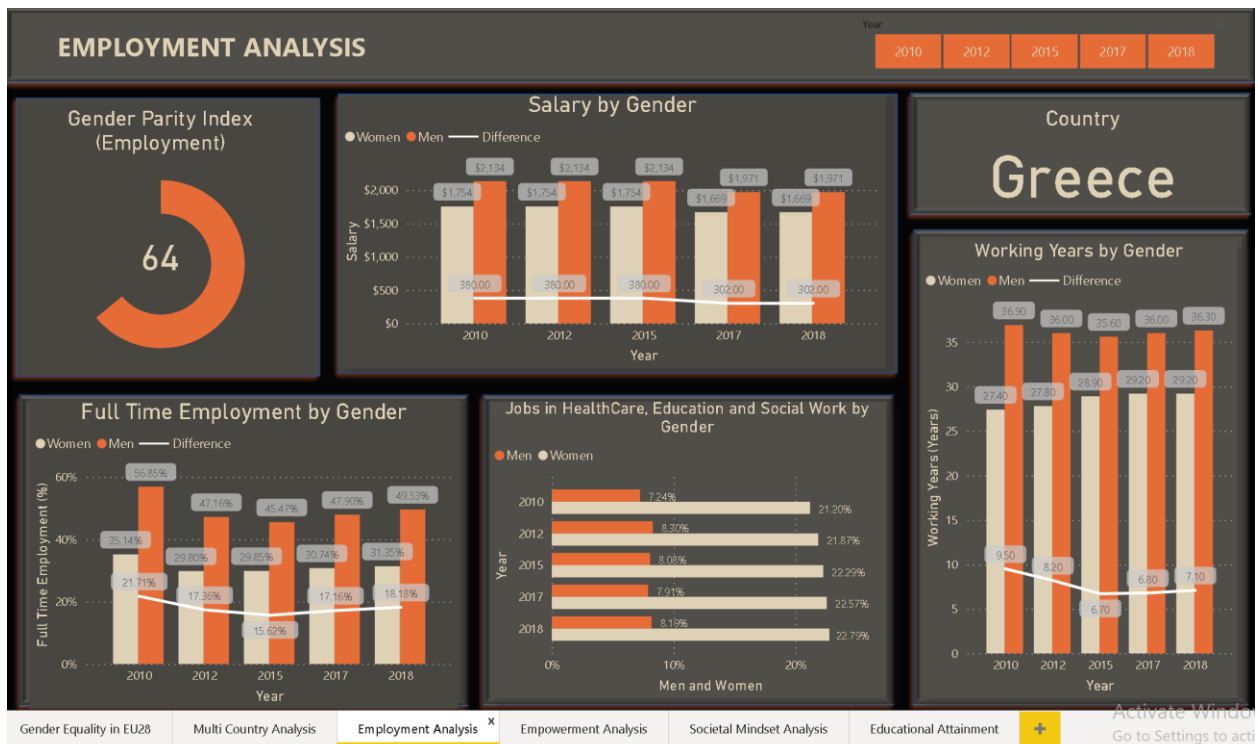 EMPLOYMENT ANALYSIS
Year
2010 2012 2015 2017 2018
Gender Parity Index
(Employment)
64
Salary by Gender
Women Men Difference
$2,134 $2,134 $2,134 $1,971 $1,971
$1,754 $1,754 $1,754 $1,669 $1,669
380.00 380.00 380.00 302.00 302.00
$2,000
$1,500
$1,000
$500
$0
Salary
2010 2012 2015 2017 2018
Year
Country
Greece
Full Time Employment by Gender
Women Men Difference
56.85% 47.16% 45.47% 47.90% 49.53%
35.14% 29.80% 29.85% 30.74% 31.35%
21.71% 17.36% 15.62% 17.16% 18.18%
60%
40%
20%
0%
Full Time Employment (%)
2010 2012 2015 2017 2018
Year
Jobs in HealthCare, Education and Social Work by
Gender
Men Women
Year
2010 7.24% 21.20%
2012 8.30% 21.87%
2015 8.08% 22.29%
2017 7.91% 22.57%
2018 8.19% 22.79%
0% 10% 20%
Men and Women
Working Years by Gender
Women Men Difference
36.90 36.00 35.60 36.00 36.30
27.40 27.80 28.90 29.20 29.20
9.50 8.20 6.70 6.80 7.10
35
30
25
20
15
10
5
0
Working Years (Years)
2010 2012 2015 2017 2018
Year
Gender Equality in EU28 Multi Country Analysis Employment Analysis x Empowerment Analysis Societal Mindset Analysis Educational Attainment +
Activate Windo
Go to Settings to acti